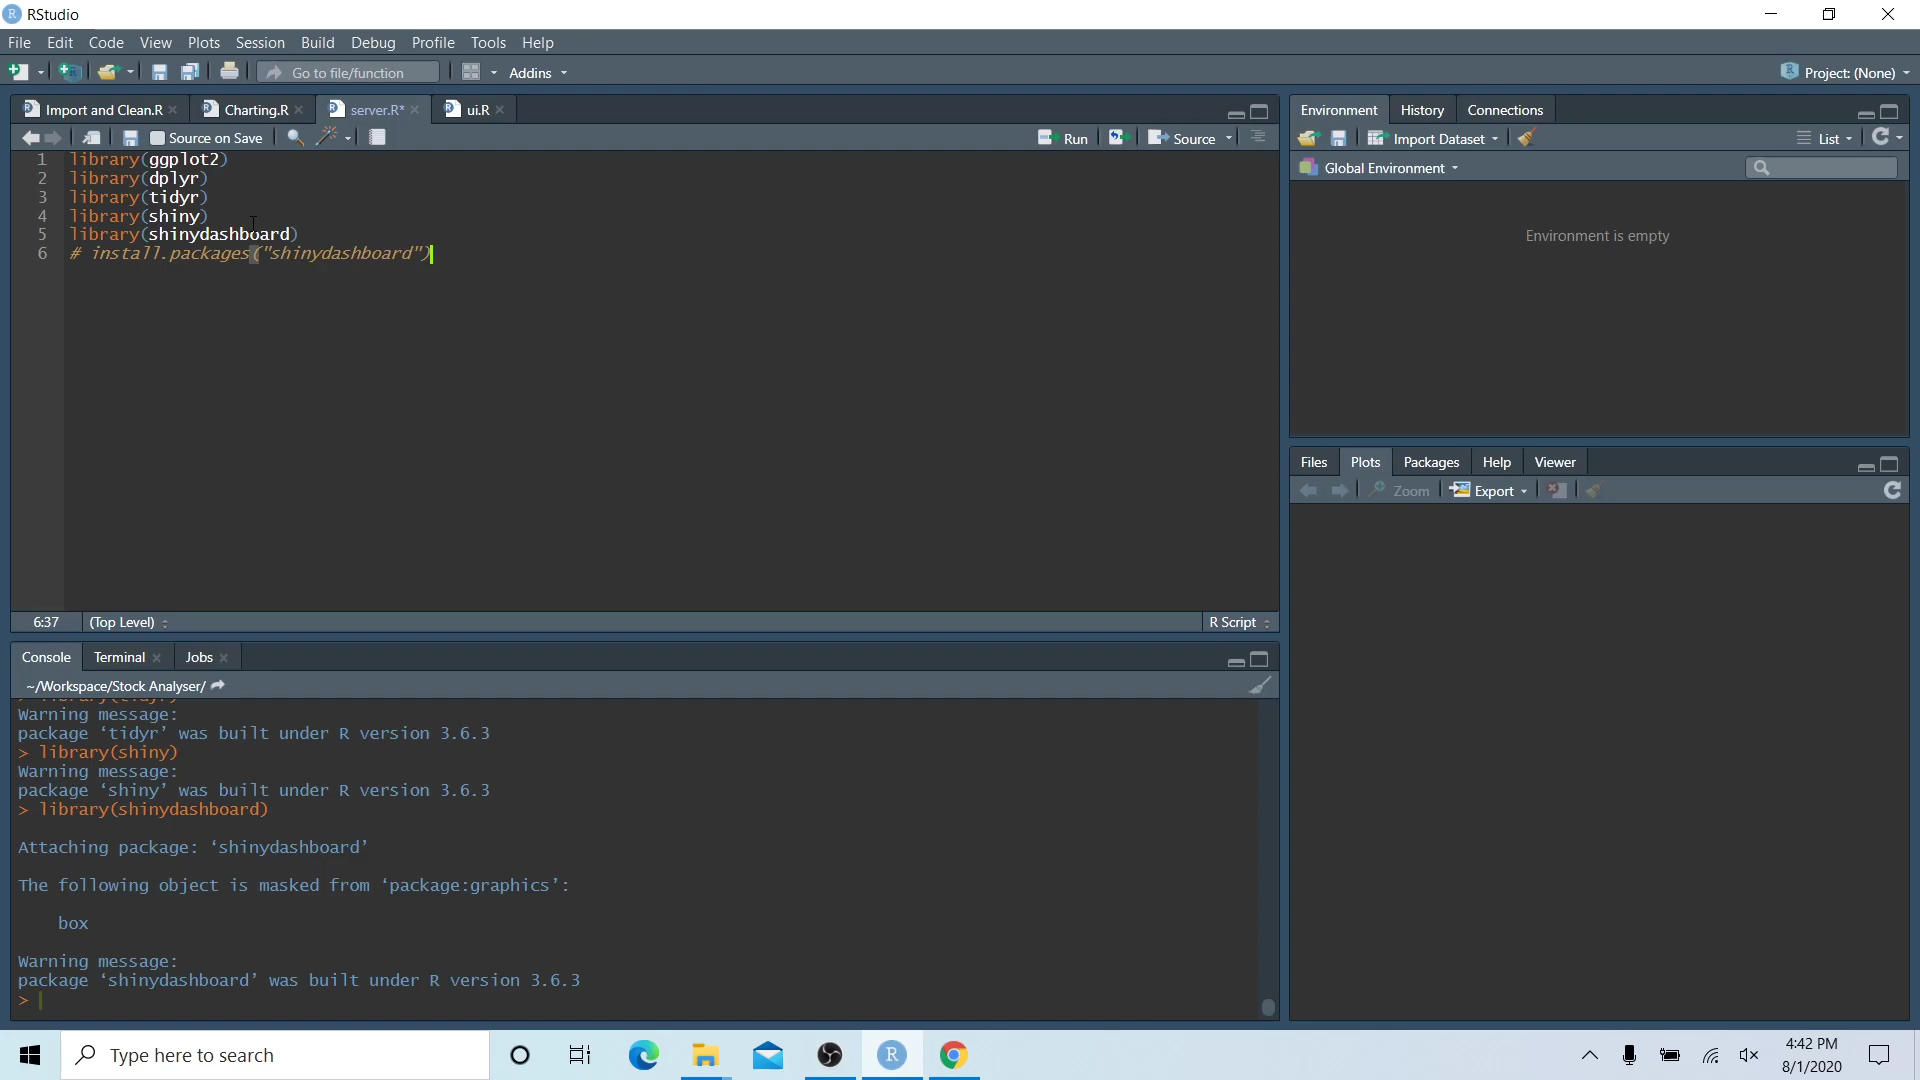 RStudio
File Edit Code View Plots Session Build Debug Profile Tools Help
Go to file/function Addins Project: (None)
Import and Clean.R Charting.R server.R* ui.R
Source on Save Run Source
1 library(ggplot2)
2 library(dplyr)
3 library(tidyr)
4 library(shiny)
5 library(shinydashboard)
6 # install.packages("shinydashboard")
6:37 (Top Level) R Script
Console Terminal Jobs
~/Workspace/Stock Analyser/
Warning message:
package ‘tidyr’ was built under R version 3.6.3
> library(shiny)
Warning message:
package ‘shiny’ was built under R version 3.6.3
> library(shinydashboard)
Attaching package: ‘shinydashboard’
The following object is masked from ‘package:graphics’:
box
Warning message:
package ‘shinydashboard’ was built under R version 3.6.3
>
Environment History Connections
Import Dataset List
Global Environment
Environment is empty
Files Plots Packages Help Viewer
Zoom Export
Type here to search
4:42 PM
8/1/2020